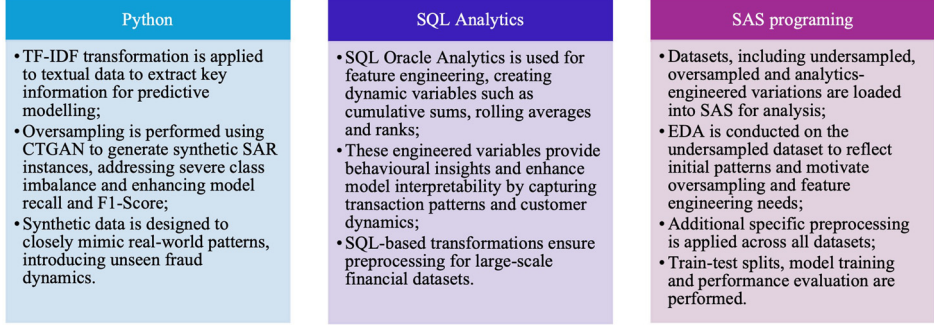 Python
• TF-IDF transformation is applied
to textual data to extract key
information for predictive
modelling;
• Oversampling is performed using
CTGAN to generate synthetic SAR
instances, addressing severe class
imbalance and enhancing model
recall and F1-Score;
• Synthetic data is designed to
closely mimic real-world patterns,
introducing unseen fraud
dynamics.
SQL Analytics
• SQL Oracle Analytics is used for
feature engineering, creating
dynamic variables such as
cumulative sums, rolling averages
and ranks;
• These engineered variables provide
behavioural insights and enhance
model interpretability by capturing
transaction patterns and customer
dynamics;
• SQL-based transformations ensure
preprocessing for large-scale
financial datasets.
SAS programing
• Datasets, including undersampled,
oversampled and analytics-
engineered variations are loaded
into SAS for analysis;
• EDA is conducted on the
undersampled dataset to reflect
initial patterns and motivate
oversampling and feature
engineering needs;
• Additional specific preprocessing
is applied across all datasets;
• Train-test splits, model training
and performance evaluation are
performed.